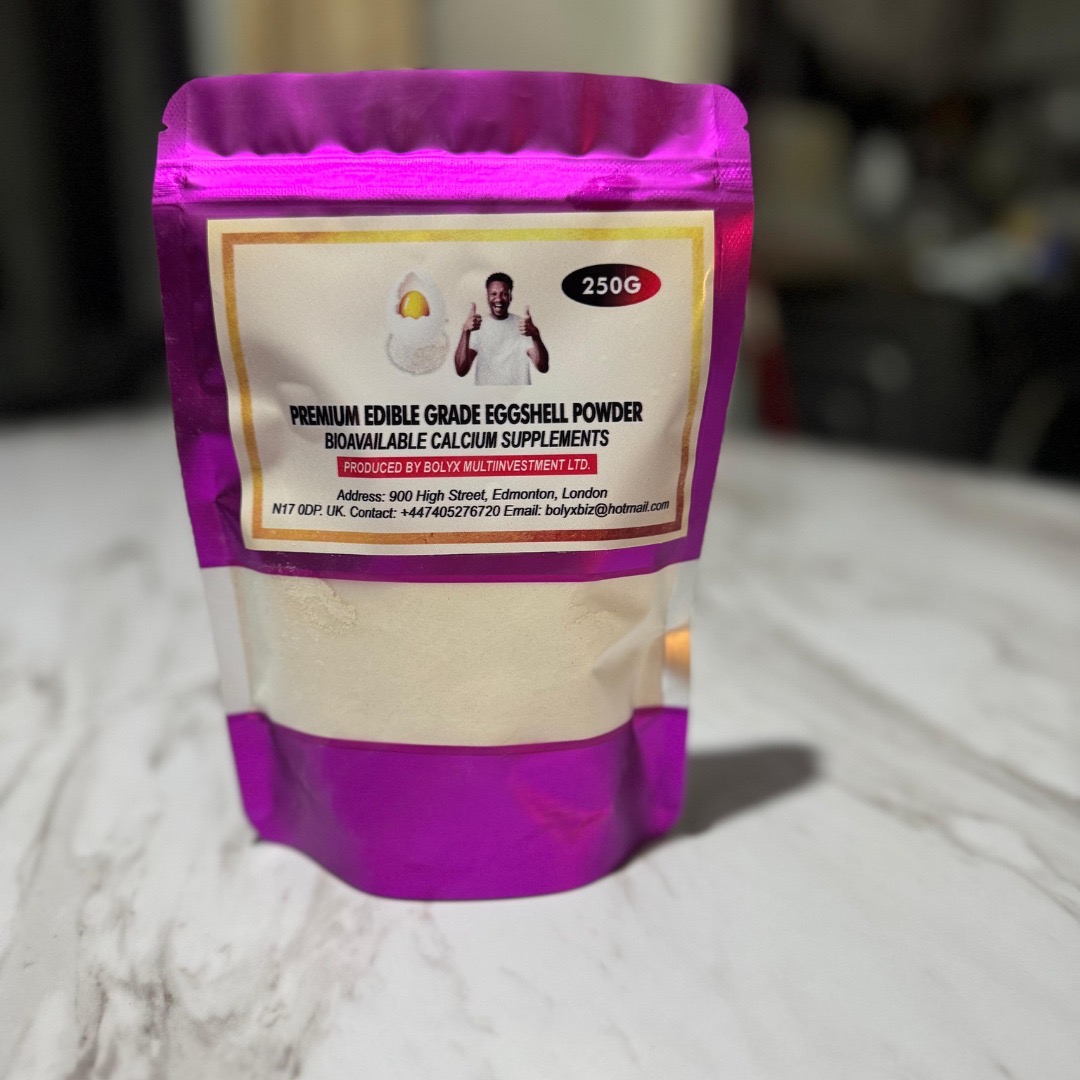 250G
PREMIUM EDIBLE GRADE EGGSHELL POWDER
BIOAVAILABLE CALCIUM SUPPLEMENTS
PRODUCED BY BOLYX MULTIINVESTMENT LTD.
Address: 900 High Street, Edmonton, London
N17 0DP. UK. Contact: +447405276720 Email: bolyxbiz@hotmail.com